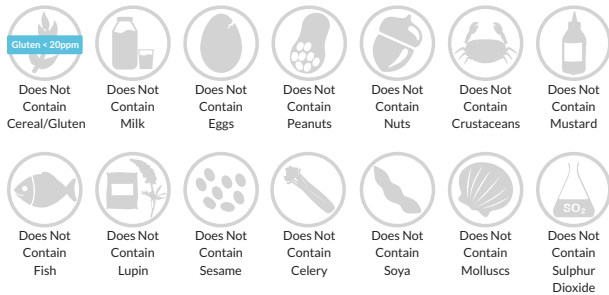 Gluten < 20ppm
Does Not
Contain
Cereal/Gluten
Does Not
Contain
Milk
Does Not
Contain
Eggs
Does Not
Contain
Peanuts
Does Not
Contain
Nuts
Does Not
Contain
Crustaceans
Does Not
Contain
Mustard
Does Not
Contain
Fish
Does Not
Contain
Lupin
Does Not
Contain
Sesame
Does Not
Contain
Celery
Does Not
Contain
Soya
Does Not
Contain
Molluscs
SO₂
Does Not
Contain
Sulphur
Dioxide